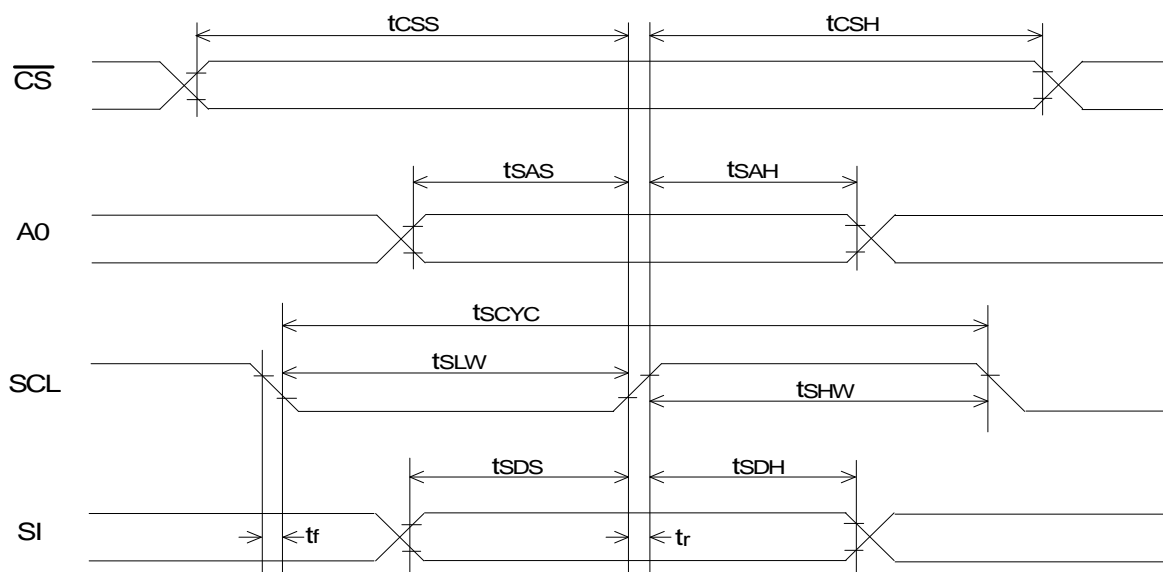 tCSS tCSH
CS
tSAS tSAH
A0
tSCYC
tSLW
SCL
tSHW
tSDS tSDH
SI
tf tr